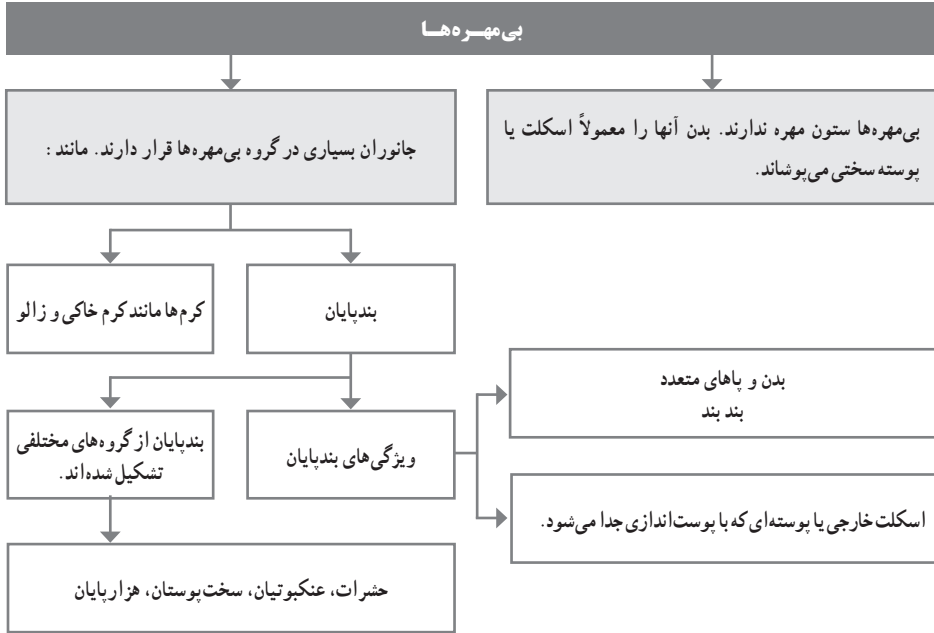 بی‌مهـــره‌هـــا
بی‌مهره‌ها ستون مهره ندارند. بدن آنها را معمولاً اسکلت یا
پوسته سختی می‌پوشاند.
جانوران بسیاری در گروه بی‌مهره‌ها قرار دارند. مانند :
بندپایان
کرم‌ها مانند کرم خاکی و زالو
بدن و پاهای متعدد
بند بند
ویژگی‌های بندپایان
بندپایان از گروه‌های مختلفی
تشکیل شده‌اند.
اسکلت خارجی یا پوسته‌ای که با پوست‌اندازی جدا می‌شود.
حشرات، عنکبوتیان، سخت‌پوستان، هزارپایان